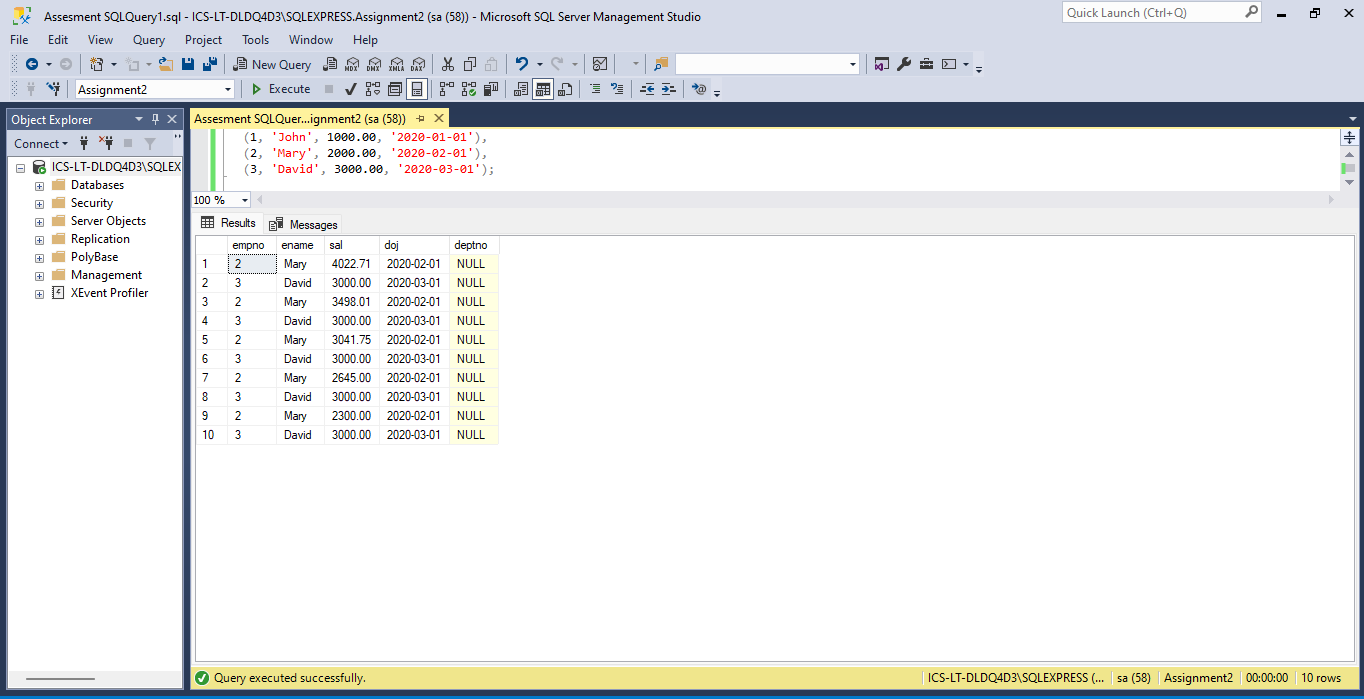 Assesment SQLQuery1.sql - ICS-LT-DLDQ4D3\SQLEXPRESS.Assignment2 (sa (58)) - Microsoft SQL Server Management Studio
Quick Launch (Ctrl+Q)
File Edit View Query Project Tools Window Help
New Query MDX DMX XMLA DAX
Assignment2 Execute
Object Explorer
Connect
ICS-LT-DLDQ4D3\SQLEX
Databases
Security
Server Objects
Replication
PolyBase
Management
XEvent Profiler
Assesment SQLQuer...ignment2 (sa (58))
(1, 'John', 1000.00, '2020-01-01'),
(2, 'Mary', 2000.00, '2020-02-01'),
(3, 'David', 3000.00, '2020-03-01');
100 %
Results Messages
empno ename sal doj deptno
1 2 Mary 4022.71 2020-02-01 NULL
2 3 David 3000.00 2020-03-01 NULL
3 2 Mary 3498.01 2020-02-01 NULL
4 3 David 3000.00 2020-03-01 NULL
5 2 Mary 3041.75 2020-02-01 NULL
6 3 David 3000.00 2020-03-01 NULL
7 2 Mary 2645.00 2020-02-01 NULL
8 3 David 3000.00 2020-03-01 NULL
9 2 Mary 2300.00 2020-02-01 NULL
10 3 David 3000.00 2020-03-01 NULL
Query executed successfully. ICS-LT-DLDQ4D3\SQLEXPRESS (... sa (58) Assignment2 00:00:00 10 rows